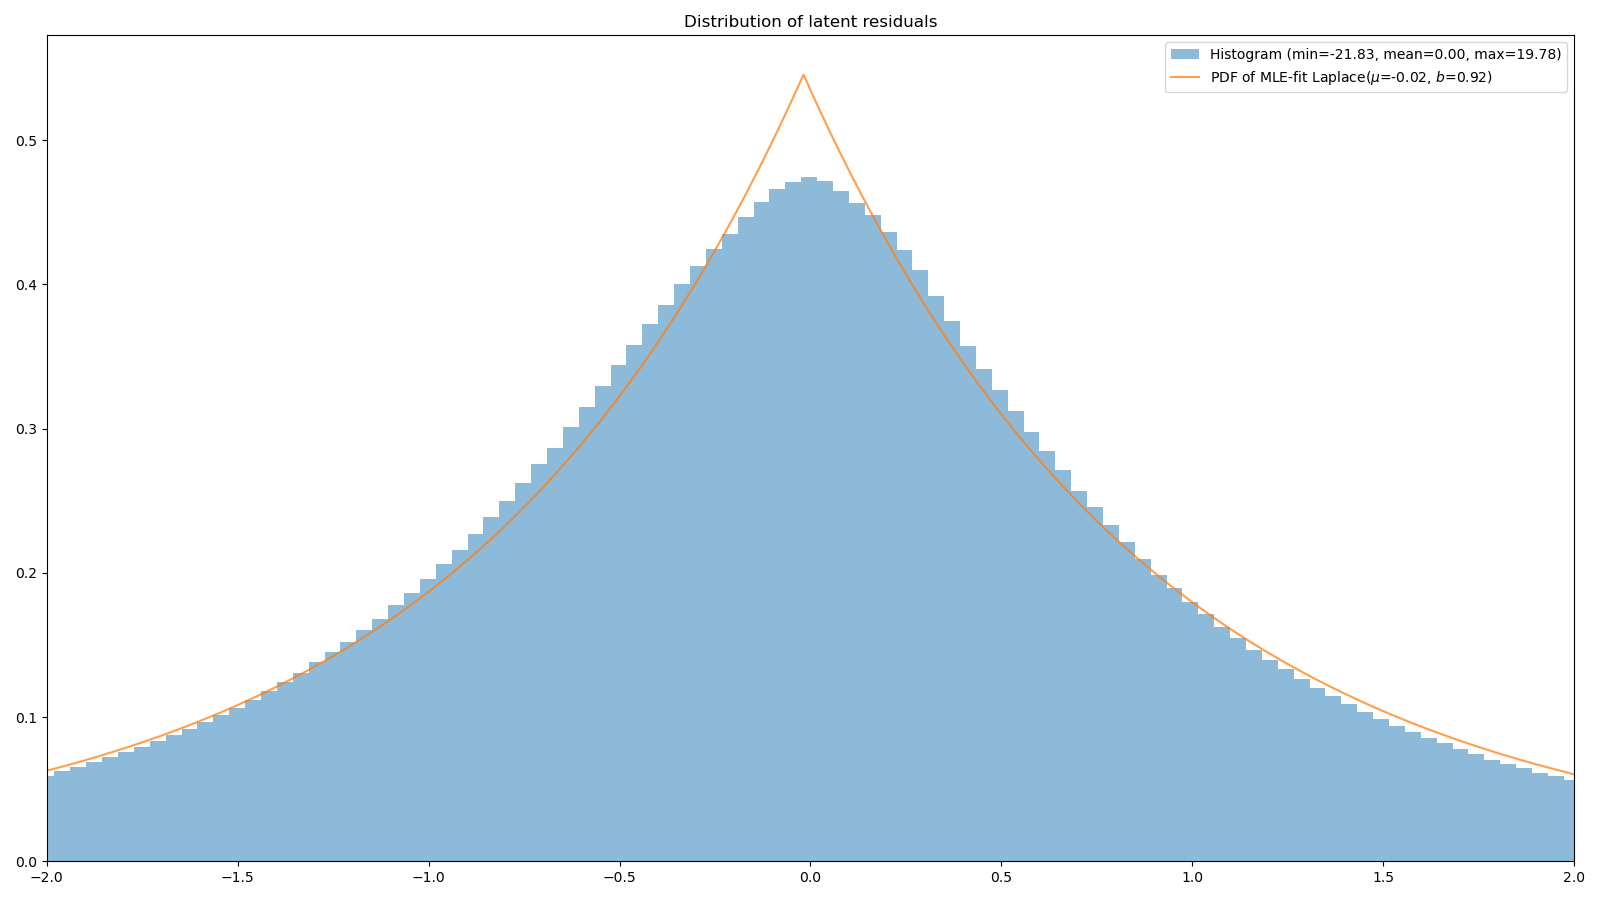 Distribution of latent residuals
Histogram (min=-21.83, mean=0.00, max=19.78)
PDF of MLE-fit Laplace(μ=-0.02, b=0.92)
0.5
0.4
0.3
0.2
0.1
0.0
−2.0 −1.5 −1.0 −0.5 0.0 0.5 1.0 1.5 2.0